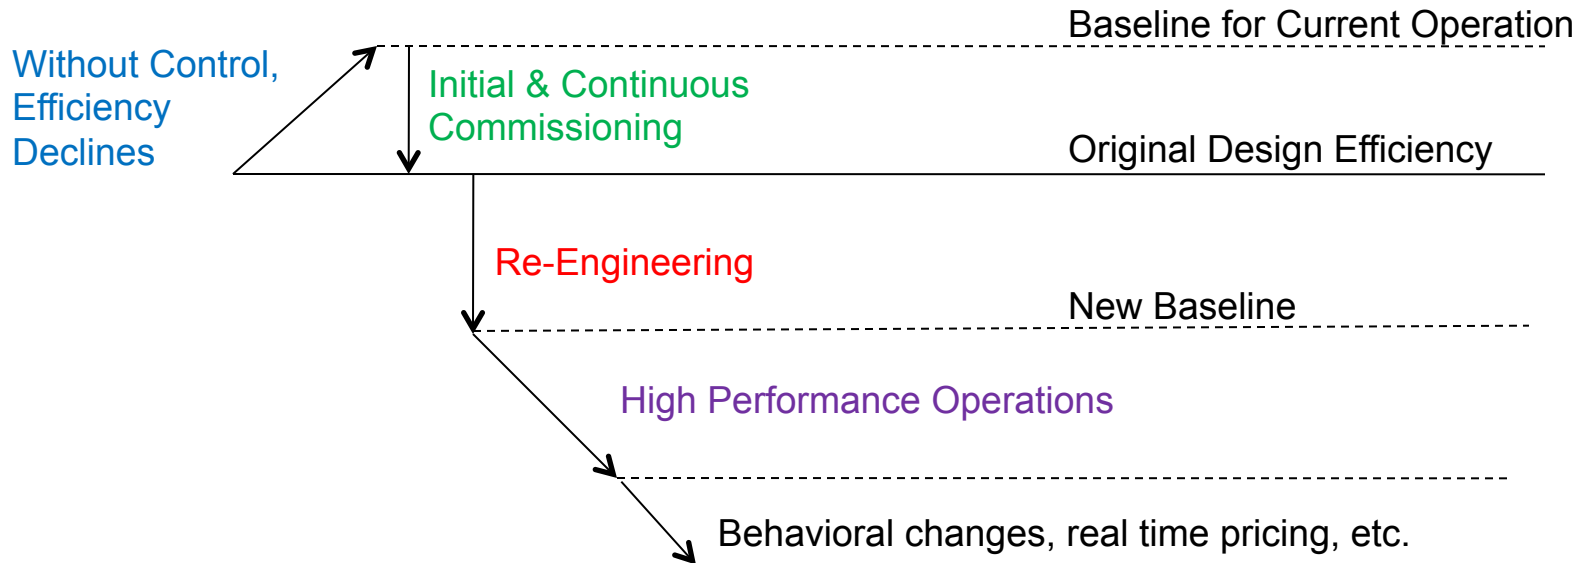 Baseline for Current Operation
Without Control,
Efficiency
Declines
Initial & Continuous
Commissioning
Original Design Efficiency
Re-Engineering
New Baseline
High Performance Operations
Behavioral changes, real time pricing, etc.